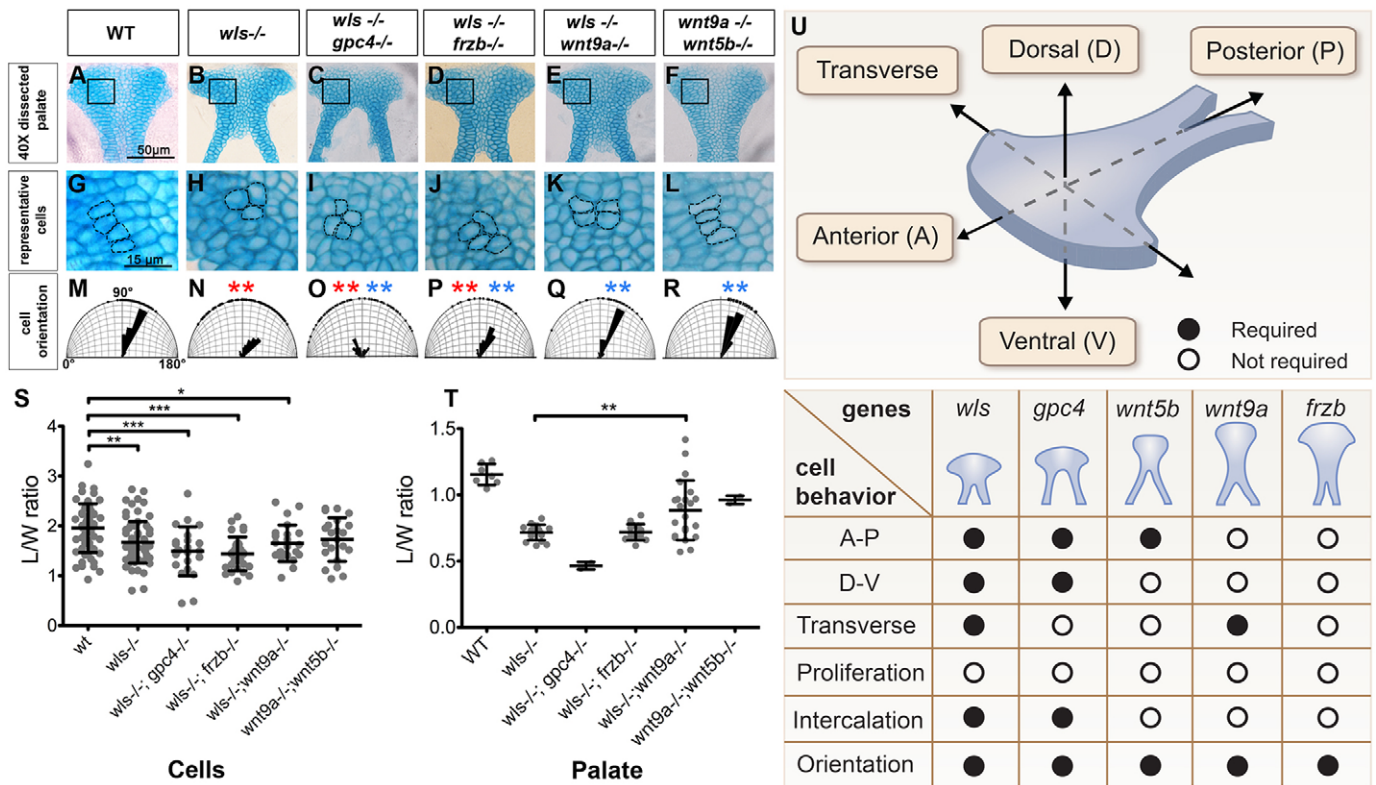 WT
wls-/-
wls -/-
gpc4-/-
wls -/-
frzb-/-
wls -/-
wnt9a-/-
wnt9a -/-
wnt5b-/-
40X dissected
palate
A
B
C
D
E
F
50μm
representative
cells
G
H
I
J
K
L
15 μm
cell
orientation
M
90°
N
**
O
** **
P
** **
Q
**
R
**
0°
180°
S
*
***
***
**
L/W ratio
4
3
2
1
0
wt
wls-/-
wls-/-; gpc4-/-
wls-/-; frzb-/-
wls-/-;wnt9a-/-
wnt9a-/-;wnt5b-/-
Cells
T
**
L/W ratio
1.5
1.0
0.5
0.0
WT
wls-/-
wls-/-; gpc4-/-
wls-/-; frzb-/-
wls-/-;wnt9a-/-
wnt9a-/-;wnt5b-/-
Palate
U
Transverse
Dorsal (D)
Posterior (P)
Anterior (A)
Ventral (V)
Required
Not required
genes
cell
behavior
wls
gpc4
wnt5b
wnt9a
frzb
A-P
D-V
Transverse
Proliferation
Intercalation
Orientation